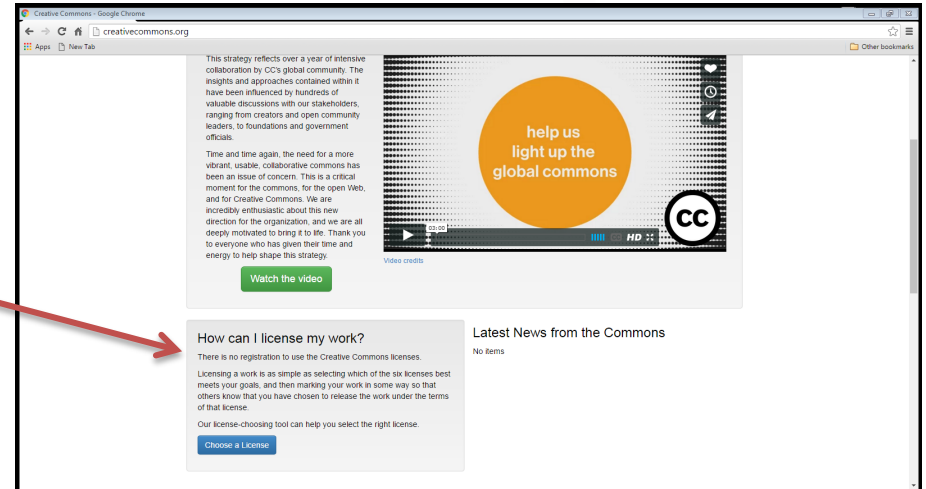 Creative Commons - Google Chrome
creativecommons.org
Apps New Tab Other bookmarks
This strategy reflects over a year of intensive
collaboration by CC's global community. The
insights and approaches contained within it
have been influenced by hundreds of
valuable discussions with our stakeholders,
ranging from creators and open community
leaders, to foundations and government
officials.
Time and time again, the need for a more
vibrant, usable, collaborative commons has
been an issue of concern. This is a critical
moment for the commons, for the open Web,
and for Creative Commons. We are
incredibly enthusiastic about this new
direction for the organization, and we are all
deeply motivated to bring it to life. Thank you
to everyone who has given their time and
energy to help shape this strategy.
Watch the video
help us
light up the
global commons
cc
03:00
CC HD
Video credits
How can I license my work?
There is no registration to use the Creative Commons licenses.
Licensing a work is as simple as selecting which of the six licenses best
meets your goals, and then marking your work in some way so that
others know that you have chosen to release the work under the terms
of that license.
Our license-choosing tool can help you select the right license.
Choose a License
Latest News from the Commons
No items